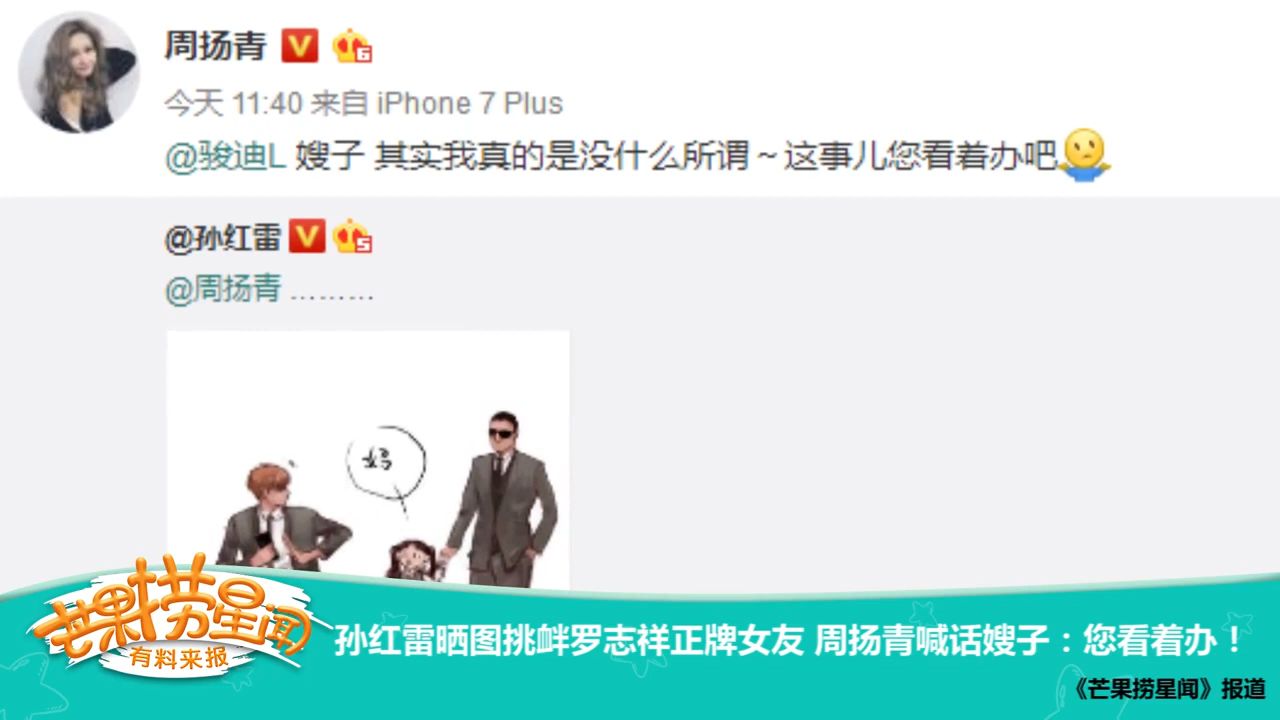 周扬青
今天 11:40 来自 iPhone 7 Plus
@骏迪L 嫂子 其实我真的是没什么所谓～这事儿您看着办吧
@孙红雷
@周扬青 ………
妈
芒果捞星闻
有料来报
孙红雷晒图挑衅罗志祥正牌女友 周扬青喊话嫂子：您看着办！
《芒果捞星闻》报道